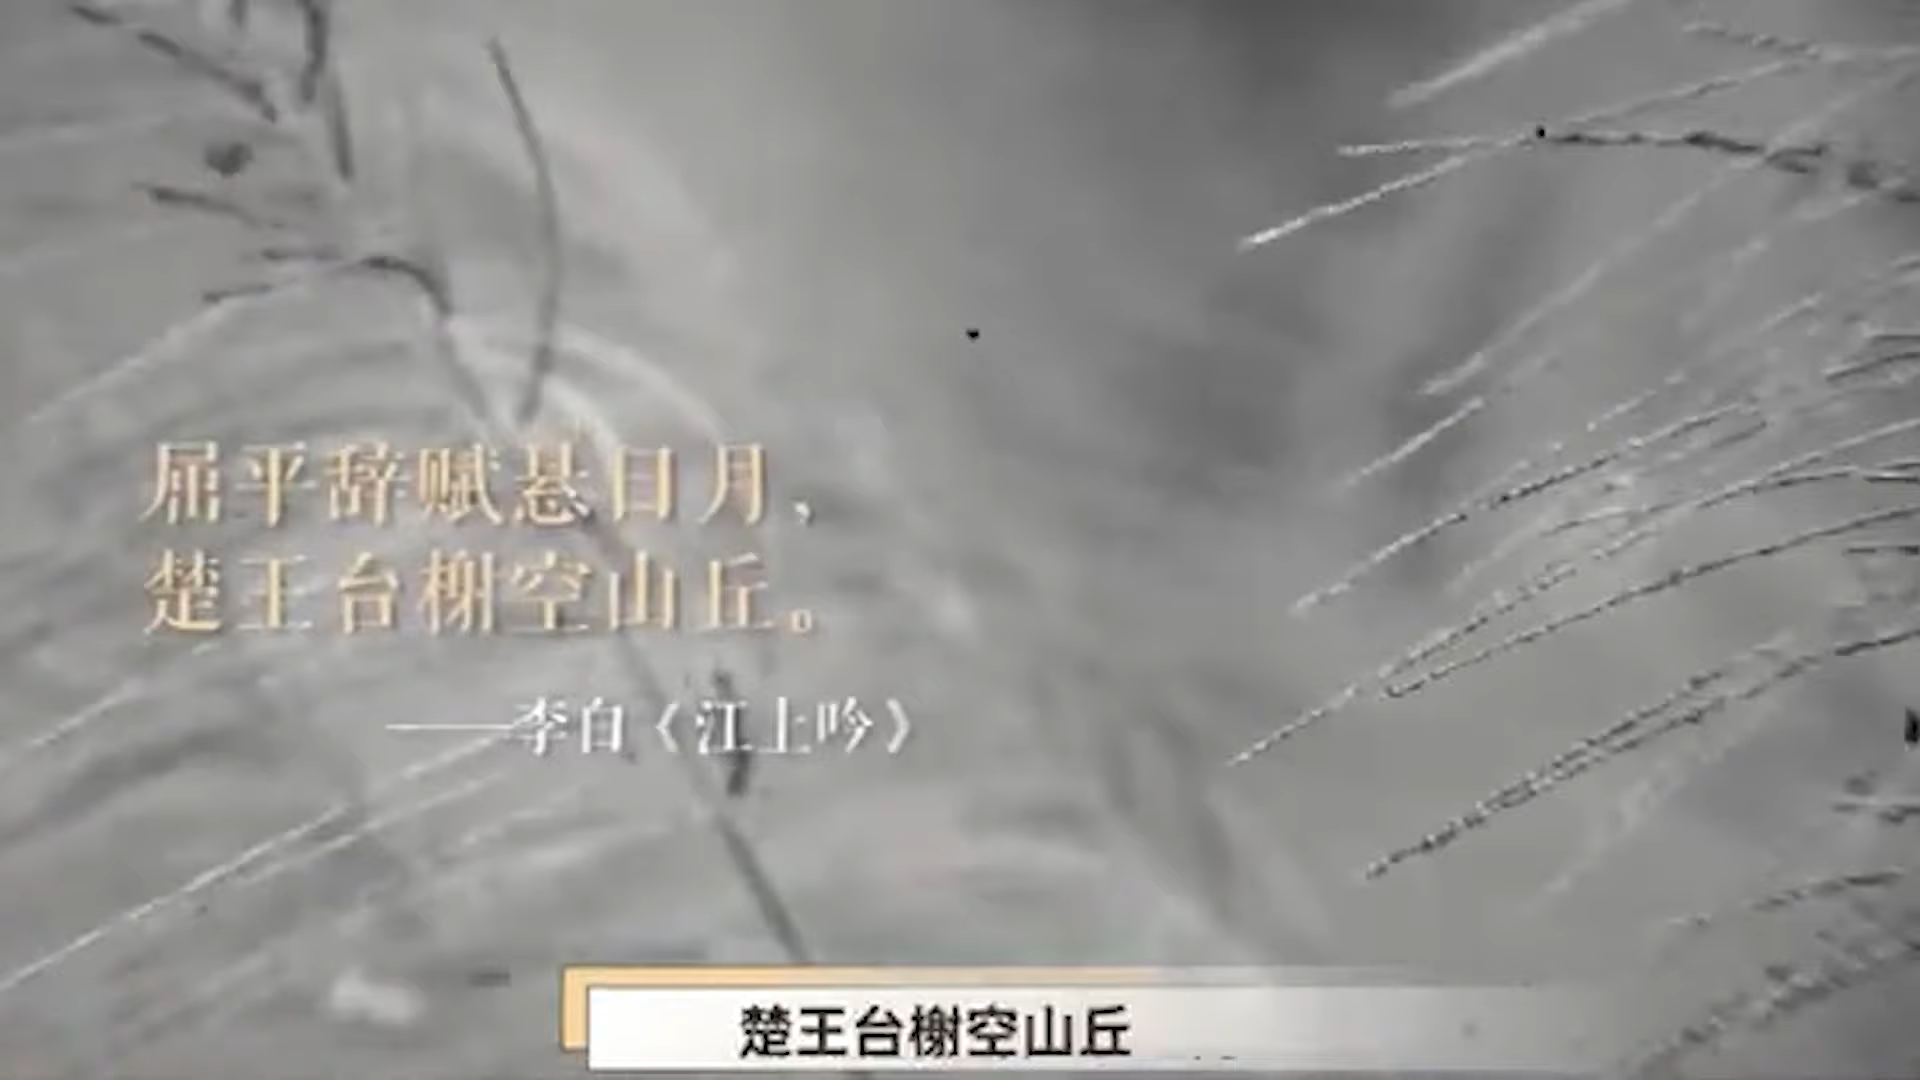 屈平辞赋悬日月，
楚王台榭空山丘。
——李白《江上吟》
楚王台榭空山丘